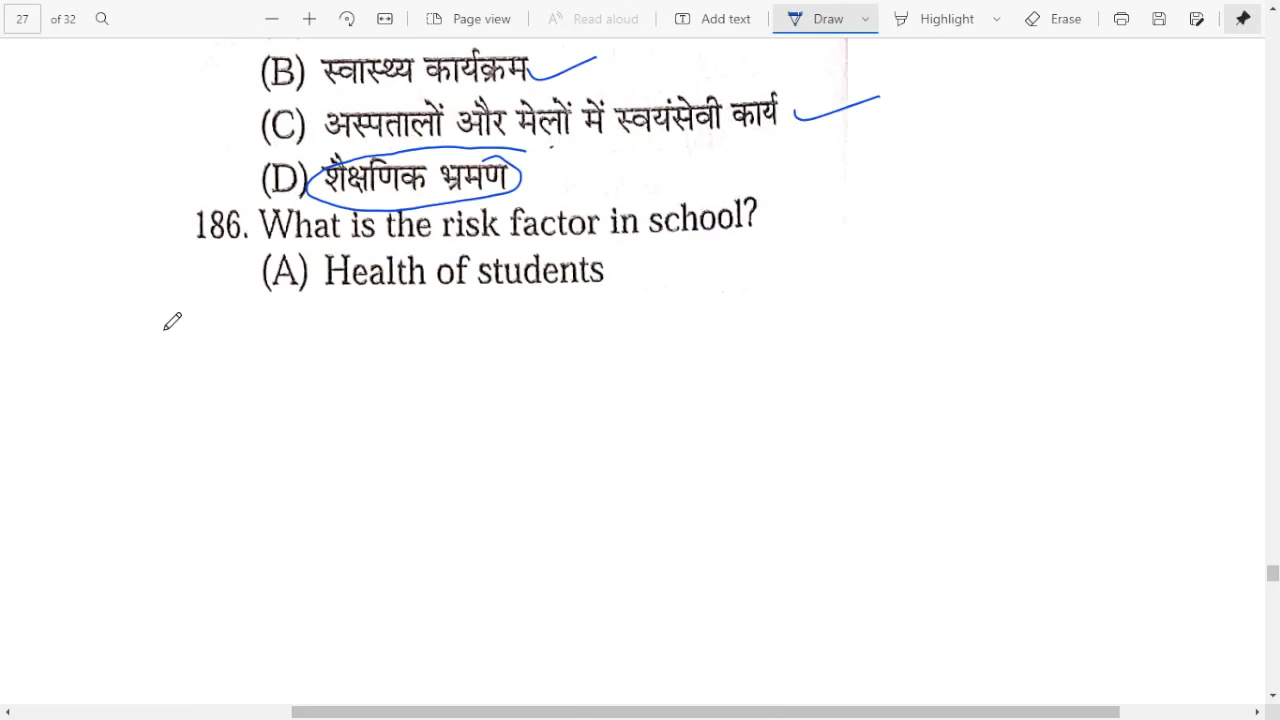 27 of 32 Page view Read aloud Add text Draw Highlight Erase
(B) स्वास्थ्य कार्यक्रम
(C) अस्पतालों और मेलों में स्वयंसेवी कार्य
(D) शैक्षणिक भ्रमण
186. What is the risk factor in school?
(A) Health of students